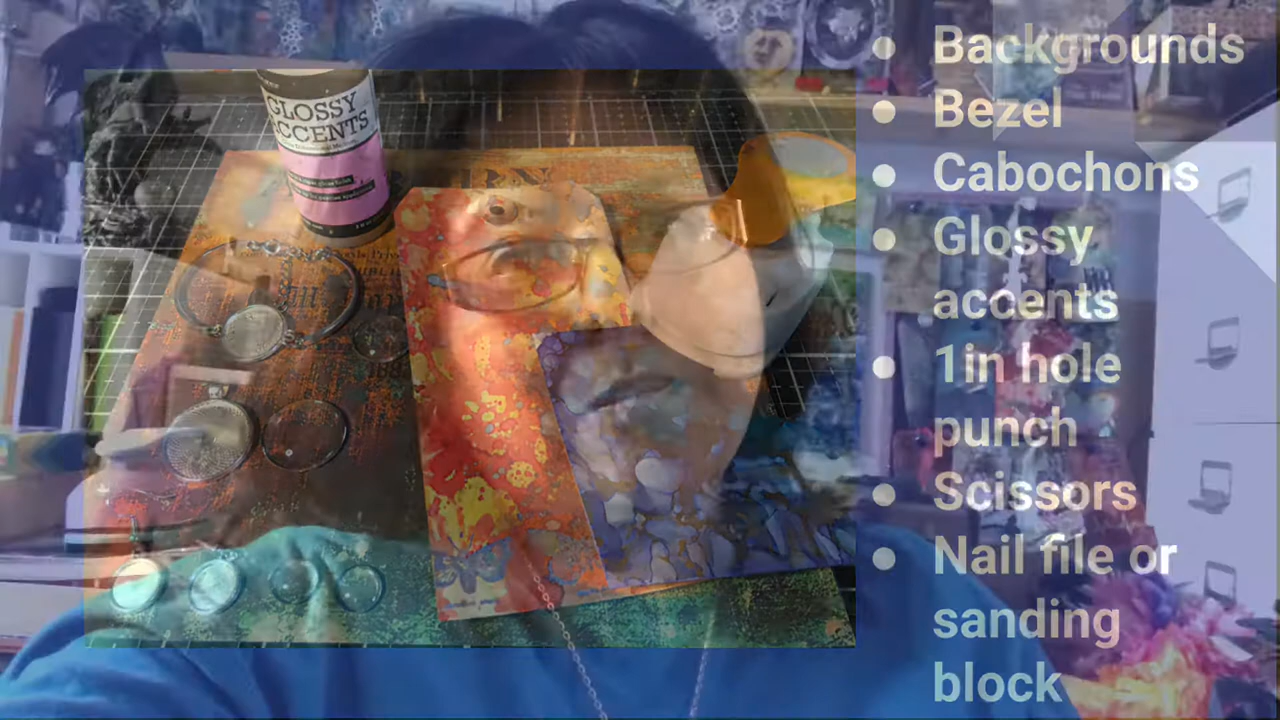 GLOSSY
ACCENTS
• Backgrounds
• Bezel
• Cabochons
• Glossy
accents
• 1in hole
punch
• Scissors
• Nail file or
sanding
block